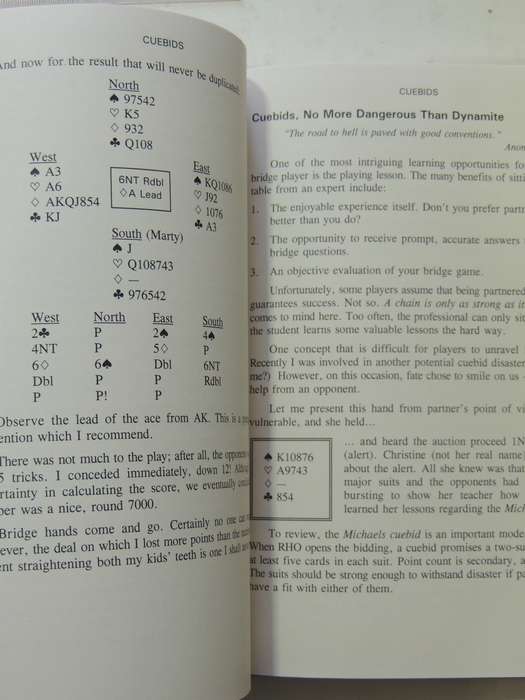 CUEBIDS
And now for the result that will never be duplicated:
North
♠ 97542
♡ K5
♢ 932
♣ Q108
West
♠ A3
♡ A6
♢ AKQJ854
♣ KJ
6NT Rdbl
♢A Lead
East
♠ KQ1086
♡ J92
♢ 1076
♣ A3
South (Marty)
♠ J
♡ Q108743
♢ —
♣ 976542
West North East South
2♣ P 2♠ 4♠
4NT P 5♢ P
6♢ 6♠ Dbl 6NT
Dbl P P Rdbl
P P! P
Observe the lead of the ace from AK. This is a
ention which I recommend.
There was not much to the play; after all, the opponents
5 tricks. I conceded immediately, down 12!
rtainty in calculating the score, we eventually
ber was a nice, round 7000.
Bridge hands come and go. Certainly no one can
ever, the deal on which I lost more points than the
ent straightening both my kids' teeth is one I shall
CUEBIDS
Cuebids, No More Dangerous Than Dynamite
"The road to hell is paved with good conventions."
Anon
One of the most intriguing learning opportunities fo
bridge player is the playing lesson. The many benefits of sitti
table from an expert include:
1. The enjoyable experience itself. Don't you prefer partn
better than you do?
2. The opportunity to receive prompt, accurate answers
bridge questions.
3. An objective evaluation of your bridge game.
Unfortunately, some players assume that being partnered
guarantees success. Not so. A chain is only as strong as it
comes to mind here. Too often, the professional can only sit
the student learns some valuable lessons the hard way.
One concept that is difficult for players to unravel
Recently I was involved in another potential cuebid disaster
me?) However, on this occasion, fate chose to smile on us
help from an opponent.
Let me present this hand from partner's point of vi
vulnerable, and she held...
♠ K10876
♡ A9743
♢ —
♣ 854
... and heard the auction proceed 1N
(alert). Christine (not her real name
about the alert. All she knew was that
major suits and the opponents had
bursting to show her teacher how
learned her lessons regarding the Mich
To review, the Michaels cuebid is an important mode
When RHO opens the bidding, a cuebid promises a two-su
at least five cards in each suit. Point count is secondary, a
The suits should be strong enough to withstand disaster if pa
have a fit with either of them.